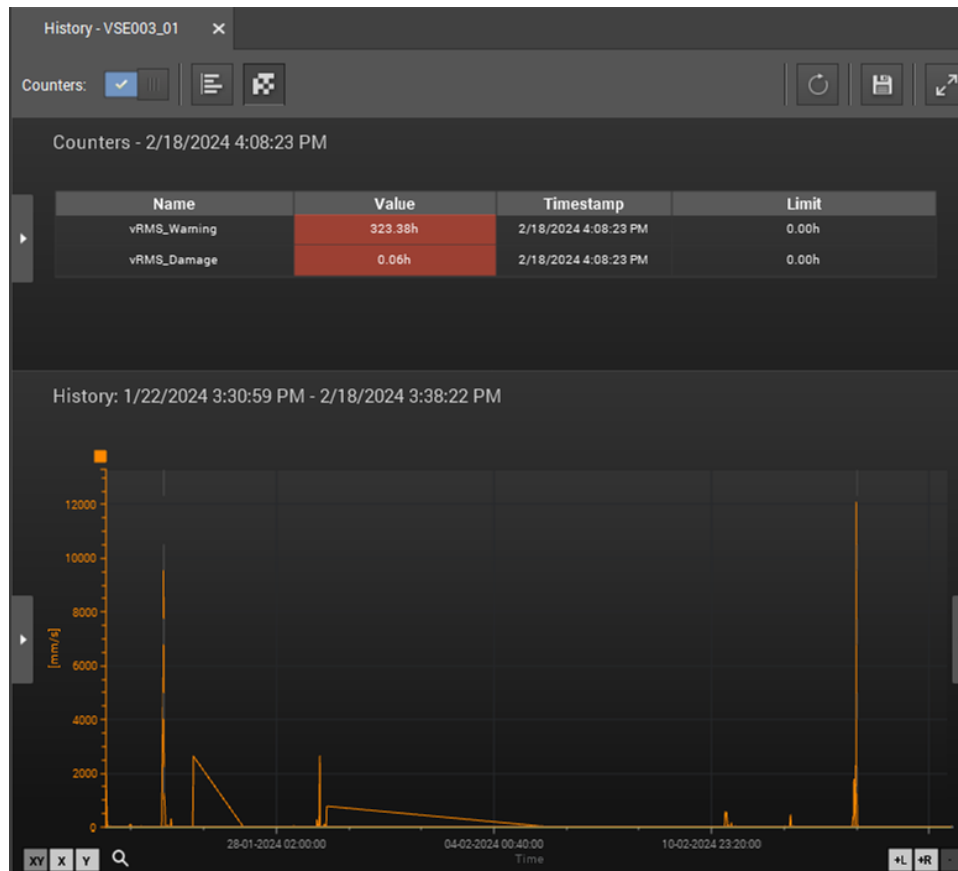 History - VSE003_01
Counters:
Counters - 2/18/2024 4:08:23 PM
Name Value Timestamp Limit
vRMS_Warning 323.38h 2/18/2024 4:08:23 PM 0.00h
vRMS_Damage 0.06h 2/18/2024 4:08:23 PM 0.00h
History: 1/22/2024 3:30:59 PM - 2/18/2024 3:38:22 PM
12000
10000
8000
[mm/s]
6000
4000
2000
0
28-01-2024 02:00:00 04-02-2024 00:40:00 10-02-2024 23:20:00
Time
XY X Y +L +R